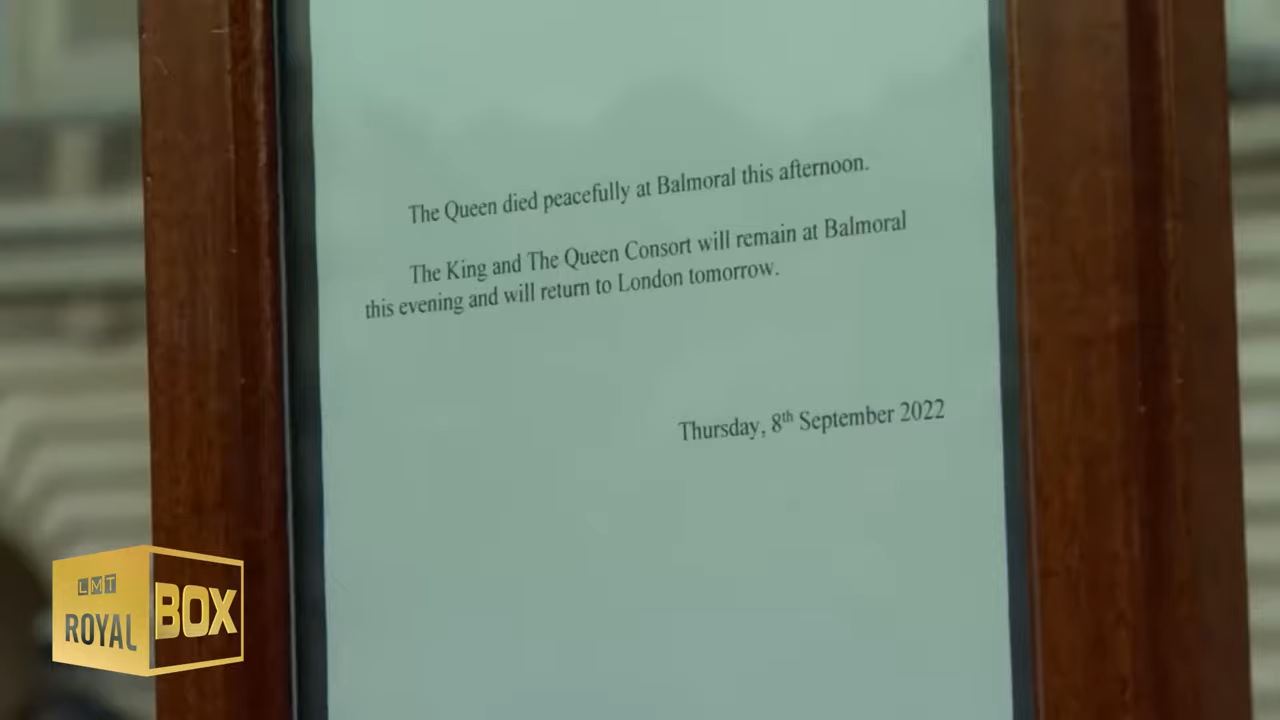 The Queen died peacefully at Balmoral this afternoon.
The King and The Queen Consort will remain at Balmoral
this evening and will return to London tomorrow.
Thursday, 8th September 2022
LMT
ROYAL
BOX